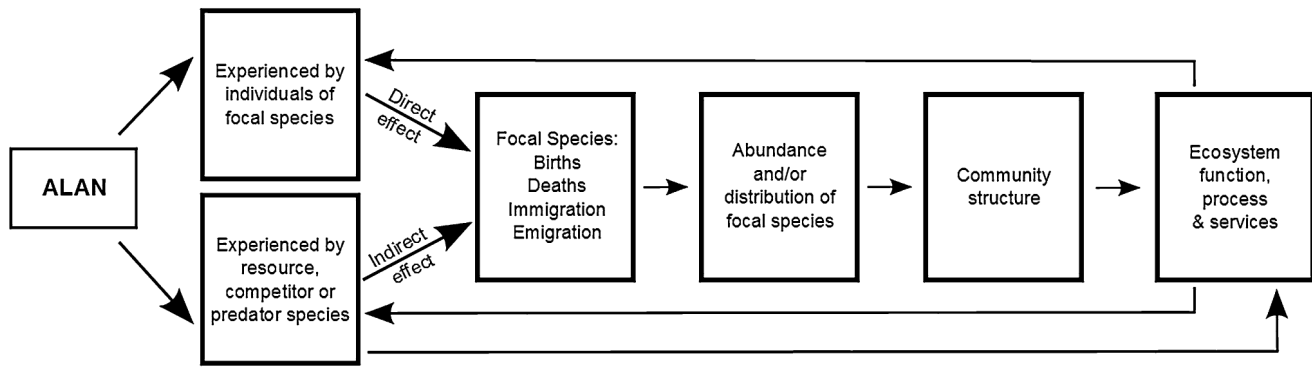 ALAN
Experienced by
individuals of
focal species
Direct
effect
Experienced by
resource,
competitor or
predator species
Indirect
effect
Focal Species:
Births
Deaths
Immigration
Emigration
Abundance
and/or
distribution of
focal species
Community
structure
Ecosystem
function,
process
& services